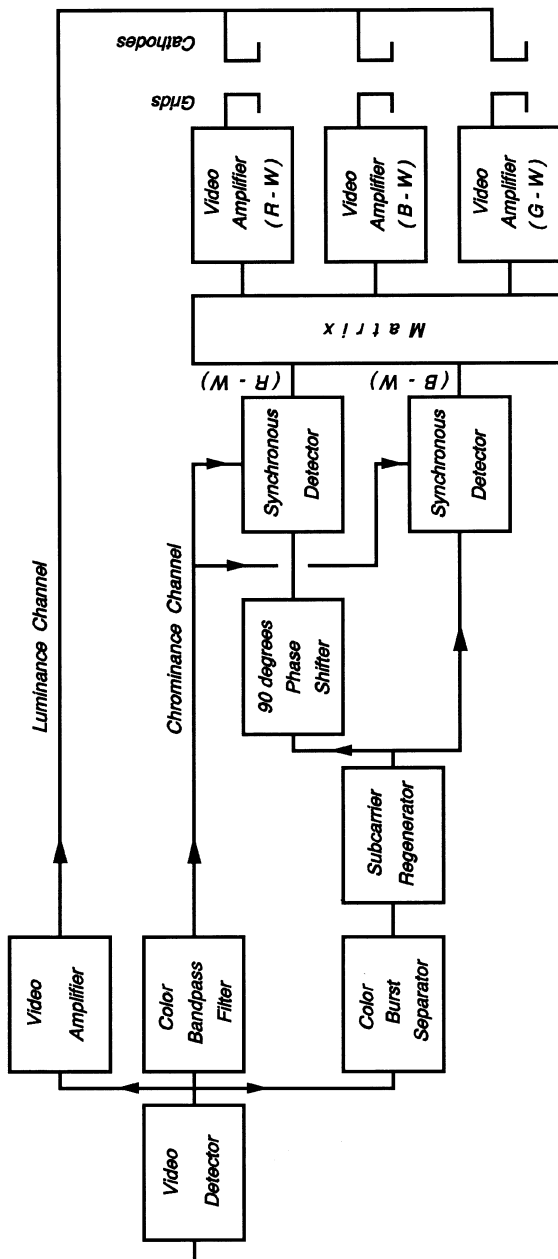 Video
Detector
Video
Amplifier
Color
Bandpass
Filter
Color
Burst
Separator
Subcarrier
Regenerator
Luminance Channel
Chrominance Channel
90 degrees
Phase
Shifter
Synchronous
Detector
Synchronous
Detector
(R - W)
(B - W)
Matrix
Video
Amplifier
(R - W)
Video
Amplifier
(B - W)
Video
Amplifier
(G - W)
Grids
Cathodes